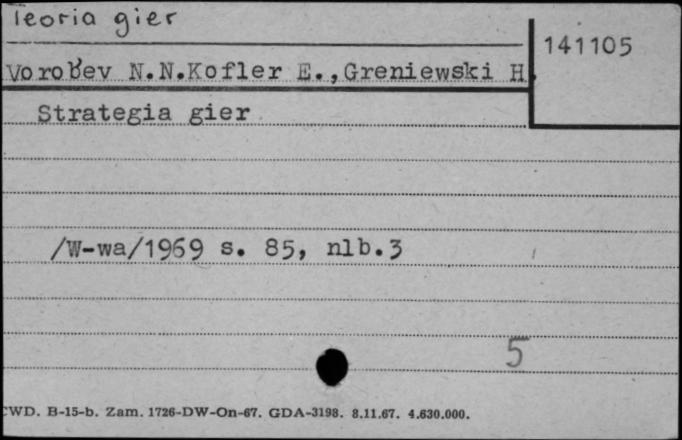 Teoria gier
141105
Vorobev N.N.Kofler E.,Greniewski H.
Strategia gier
/W-wa/1969 s. 85, nlb.3
5
CWD. B-15-b. Zam. 1726-DW-On-67. GDA-3198. 8.11.67. 4.630.000.